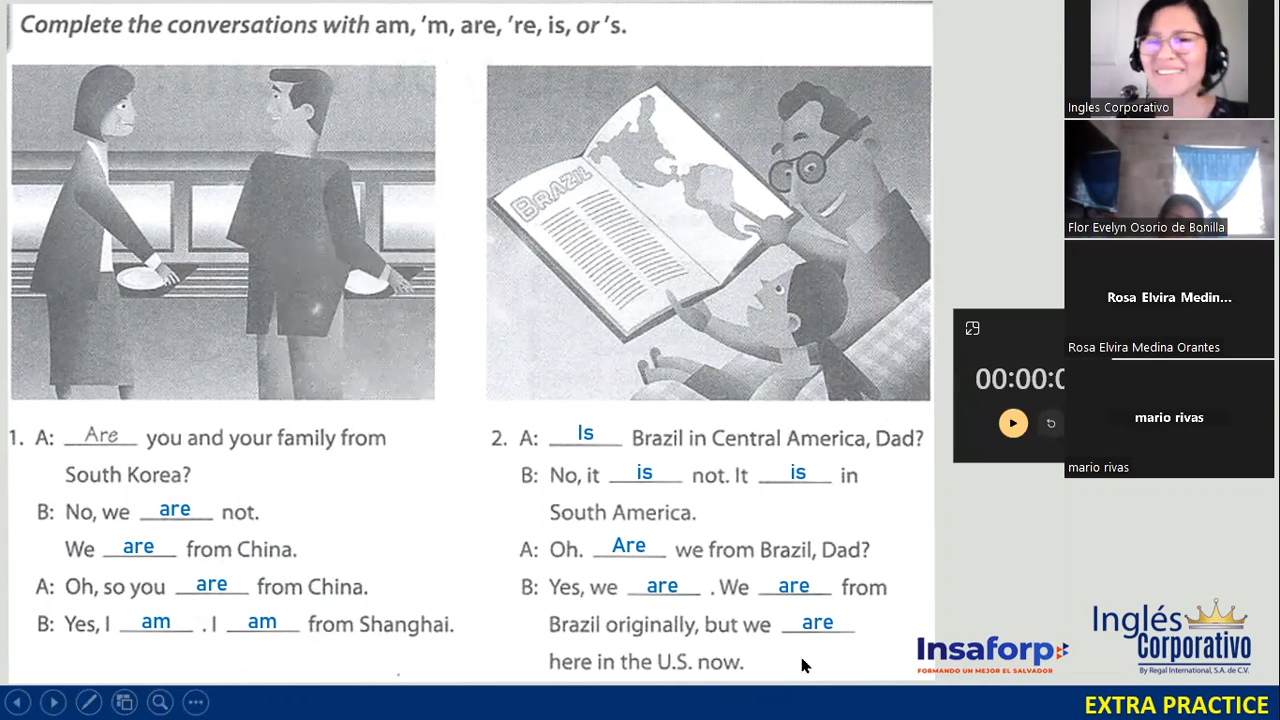 Complete the conversations with am, ’m, are, ’re, is, or ’s.
BRAZIL
1. A: Are you and your family from
South Korea?
B: No, we are not.
We are from China.
A: Oh, so you are from China.
B: Yes, I am . I am from Shanghai.
2. A: Is Brazil in Central America, Dad?
B: No, it is not. It is in
South America.
A: Oh. Are we from Brazil, Dad?
B: Yes, we are . We are from
Brazil originally, but we are
here in the U.S. now.
Ingles Corporativo
Flor Evelyn Osorio de Bonilla
Rosa Elvira Medin...
Rosa Elvira Medina Orantes
00:00:0
mario rivas
mario rivas
Insaforp
FORMANDO UN MEJOR EL SALVADOR
Inglés
Corporativo
By Regal International, S.A. de C.V.
EXTRA PRACTICE